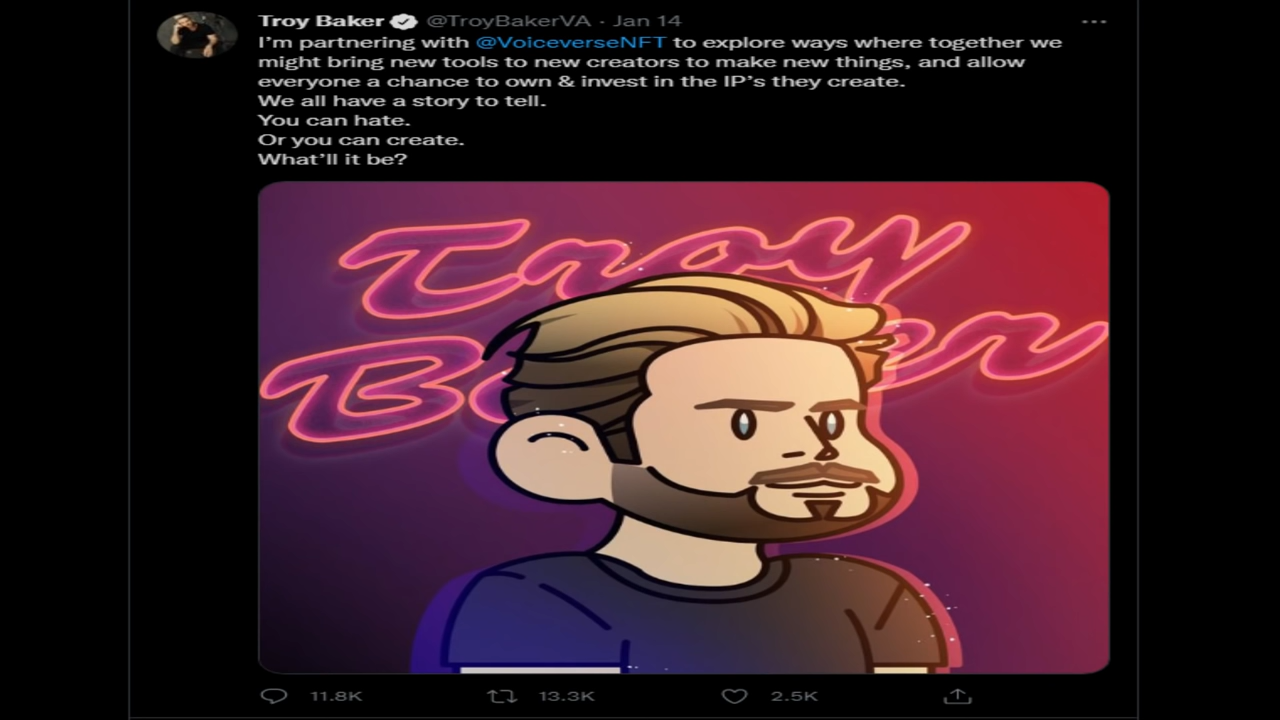 Troy Baker @TroyBakerVA · Jan 14
I'm partnering with @VoiceverseNFT to explore ways where together we
might bring new tools to new creators to make new things, and allow
everyone a chance to own & invest in the IP's they create.
We all have a story to tell.
You can hate.
Or you can create.
What'll it be?
Troy
Baker
11.8K 13.3K 2.5K